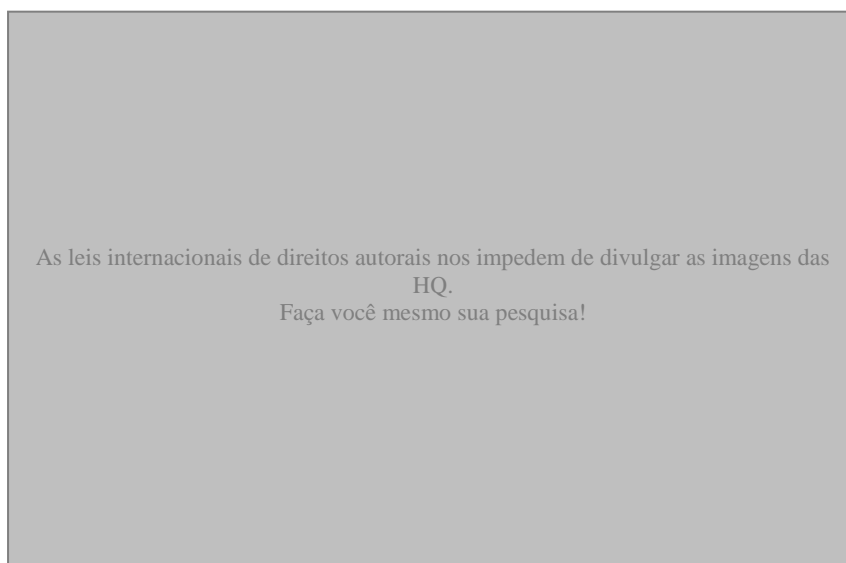 As leis internacionais de direitos autorais nos impedem de divulgar as imagens das
HQ.
Faça você mesmo sua pesquisa!